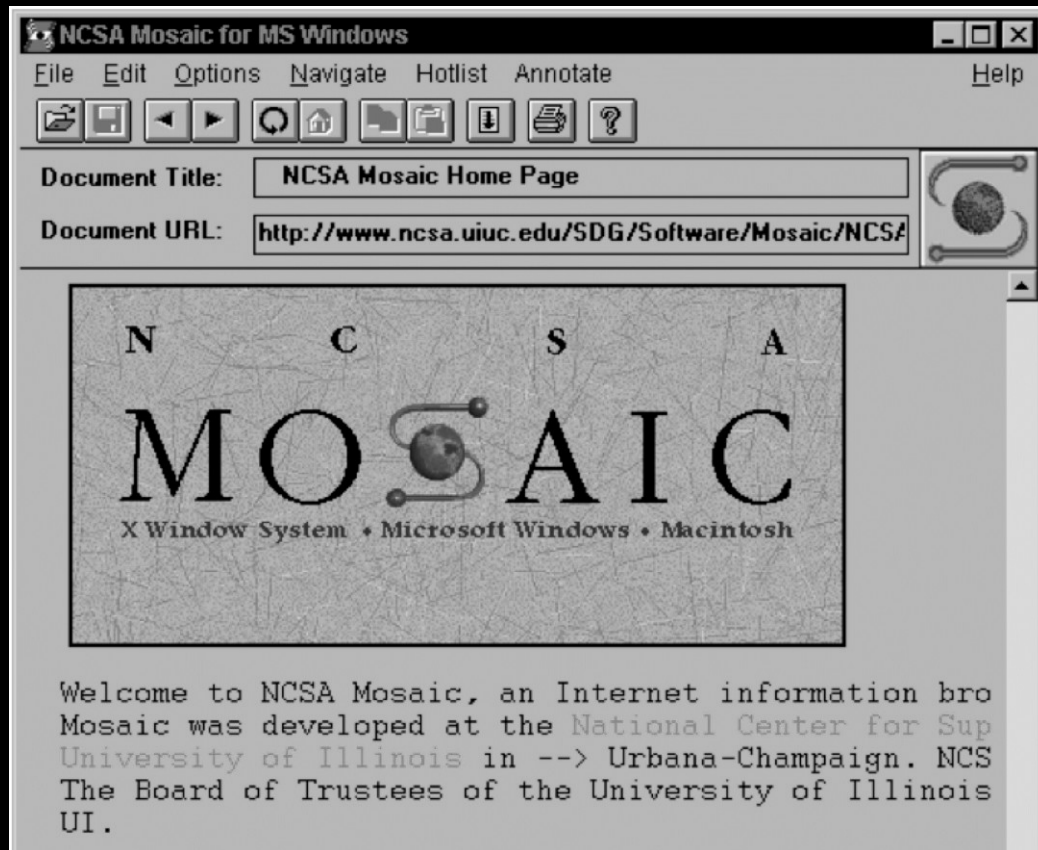 NCSA Mosaic for MS Windows
File Edit Options Navigate Hotlist Annotate Help
Document Title: NCSA Mosaic Home Page
Document URL: http://www.ncsa.uiuc.edu/SDG/Software/Mosaic/NCSA
N C S A
MOSAIC
X Window System • Microsoft Windows • Macintosh
Welcome to NCSA Mosaic, an Internet information bro
Mosaic was developed at the National Center for Sup
University of Illinois in --> Urbana-Champaign. NCS
The Board of Trustees of the University of Illinois
UI.